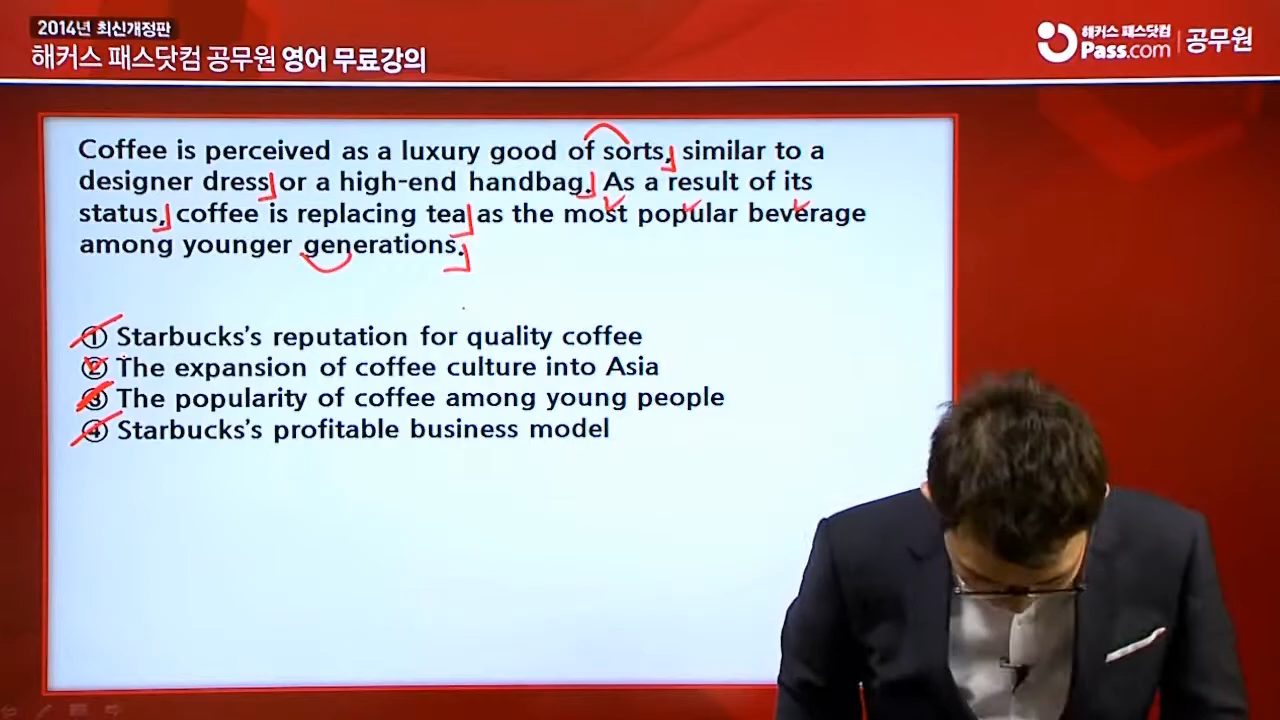 2014년 최신개정판
해커스 패스닷컴 공무원 영어 무료강의
해커스 패스닷컴
Pass.com
공무원
Coffee is perceived as a luxury good of sorts, similar to a
designer dress or a high-end handbag. As a result of its
status, coffee is replacing tea as the most popular beverage
among younger generations.
① Starbucks's reputation for quality coffee
② The expansion of coffee culture into Asia
③ The popularity of coffee among young people
④ Starbucks's profitable business model